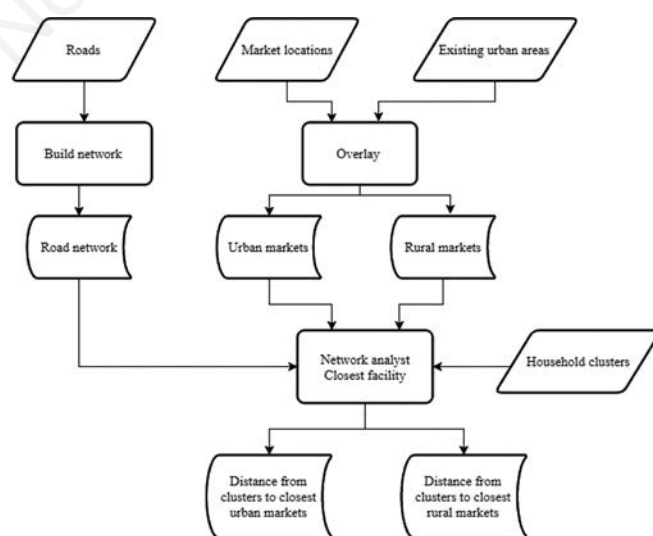 Roads
Market locations
Existing urban areas
Build network
Overlay
Road network
Urban markets
Rural markets
Network analyst
Closest facility
Household clusters
Distance from
clusters to closest
urban markets
Distance from
clusters to closest
rural markets